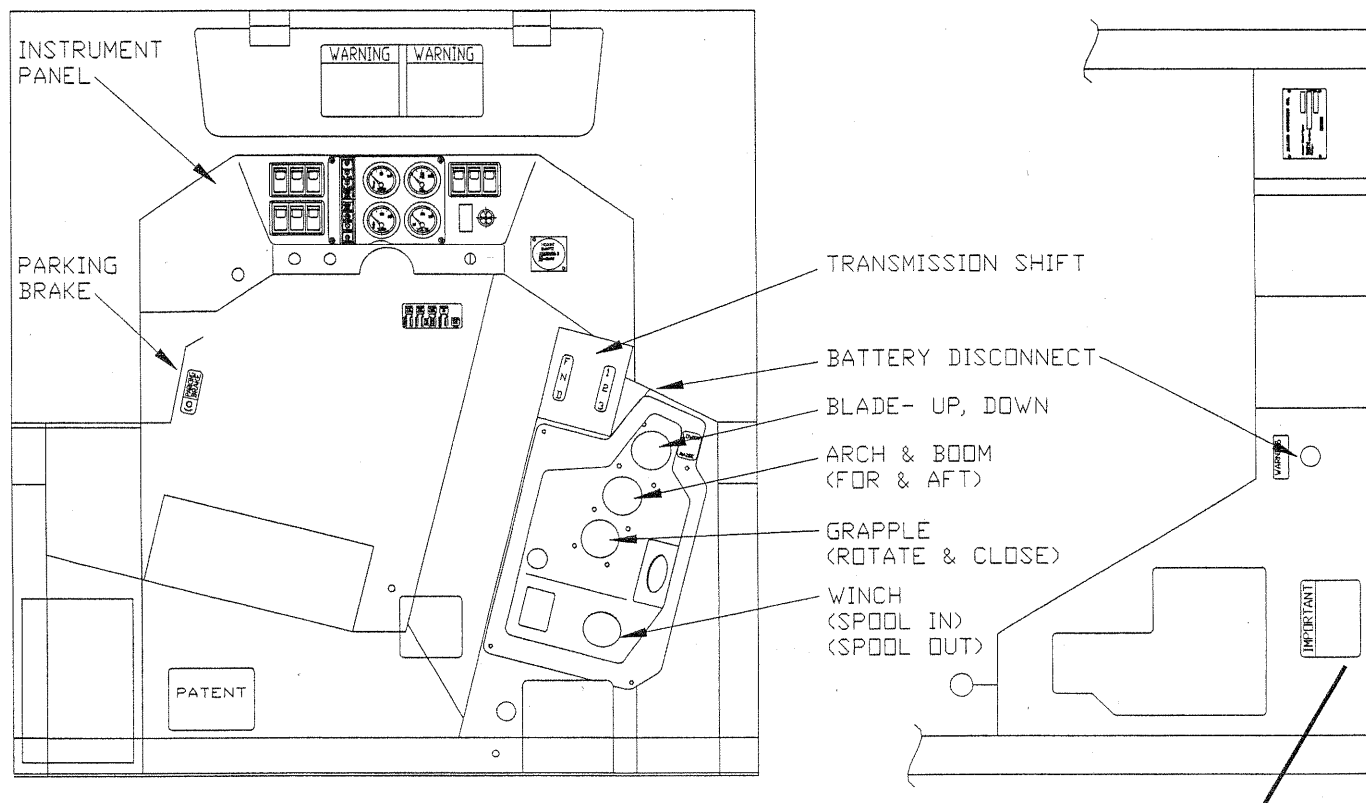 INSTRUMENT
PANEL
WARNING
WARNING
PARKING
BRAKE
PARKING
BRAKE
F
N
D
1
2
3
RAISE
PATENT
TRANSMISSION SHIFT
BATTERY DISCONNECT
BLADE- UP, DOWN
ARCH & BOOM
(FOR & AFT)
GRAPPLE
(ROTATE & CLOSE)
WINCH
(SPOOL IN)
(SPOOL OUT)
WARNING
IMPORTANT